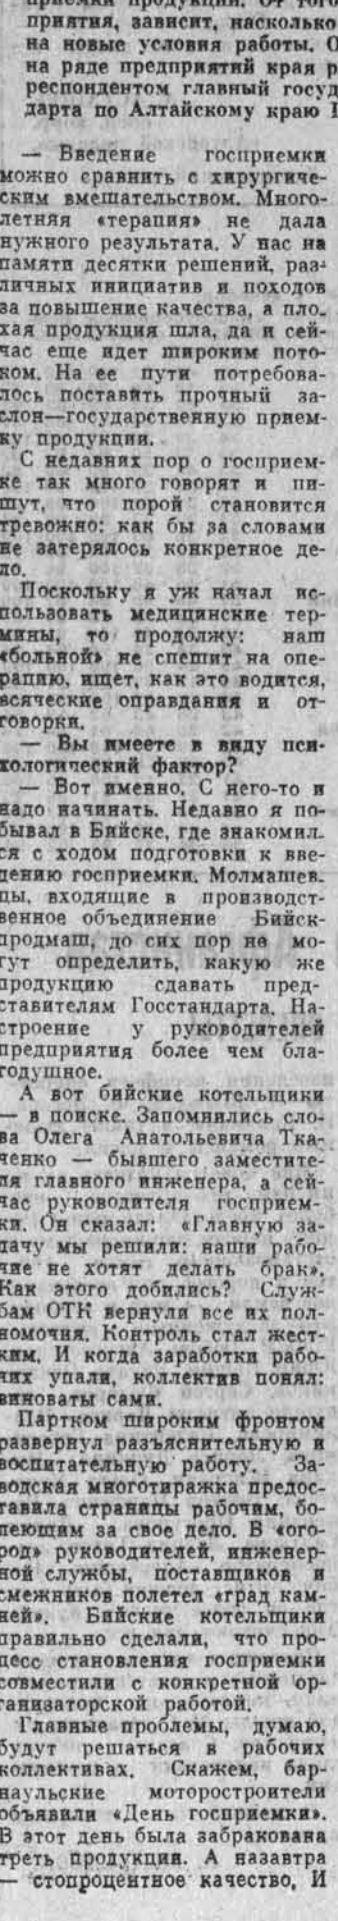 приемки продукции. От того
приятия, зависит, насколько
на новые условия работы. О
на ряде предприятий края р
респондентом главный госуд
дарта по Алтайскому краю
— Введение госприемки
можно сравнить с хирургиче-
ским вмешательством. Много-
летняя «терапия» не дала
нужного результата. У нас на
памяти десятки решений, раз-
личных инициатив и походов
за повышение качества, а пло-
хая продукция шла, да и сей-
час еще идет широким пото-
ком. На ее пути потребова-
лось поставить прочный за-
слон—государственную прием-
ку продукции.
С недавних пор о госприем-
ке так много говорят и пи-
шут, что порой становится
тревожно: как бы за словами
не затерялось конкретное де-
ло.
Поскольку я уж начал ис-
пользовать медицинские тер-
мины, то продолжу: наш
«больной» не спешит на опе-
рацию, ищет, как это водится,
всяческие оправдания и от-
говорки.
— Вы имеете в виду пси-
хологический фактор?
— Вот именно. С него-то и
надо начинать. Недавно я по-
бывал в Бийске, где знакомил-
ся с ходом подготовки к вве-
дению госприемки. Молмашев-
цы, входящие в производст-
венное объединение Бийск-
продмаш, до сих пор не мо-
гут определить, какую же
продукцию сдавать пред-
ставителям Госстандарта. На-
строение у руководителей
предприятия более чем бла-
годушное.
А вот бийские котельщики
— в поиске. Запомнились сло-
ва Олега Анатольевича Тка-
ченко — бывшего заместите-
ля главного инженера, а сей-
час руководителя госприем-
ки. Он сказал: «Главную за-
дачу мы решили: наши рабо-
чие не хотят делать брак».
Как этого добились? Служ-
бам ОТК вернули все их пол-
номочия. Контроль стал жест-
ким. И когда заработки рабо-
чих упали, коллектив понял:
виноваты сами.
Партком широким фронтом
развернул разъяснительную и
воспитательную работу. За-
водская многотиражка предос-
тавила страницы рабочим, бо-
леющим за свое дело. В «ого-
род» руководителей, инженер-
ной службы, поставщиков и
смежников полетел «град кам-
ней». Бийские котельщики
правильно сделали, что про-
цесс становления госприемки
совместили с конкретной ор-
ганизаторской работой.
Главные проблемы, думаю,
будут решаться в рабочих
коллективах. Скажем, бар-
наульские моторостроители
объявили «День госприемки».
В этот день была забракована
треть продукции. А назавтра
— стопроцентное качество. И